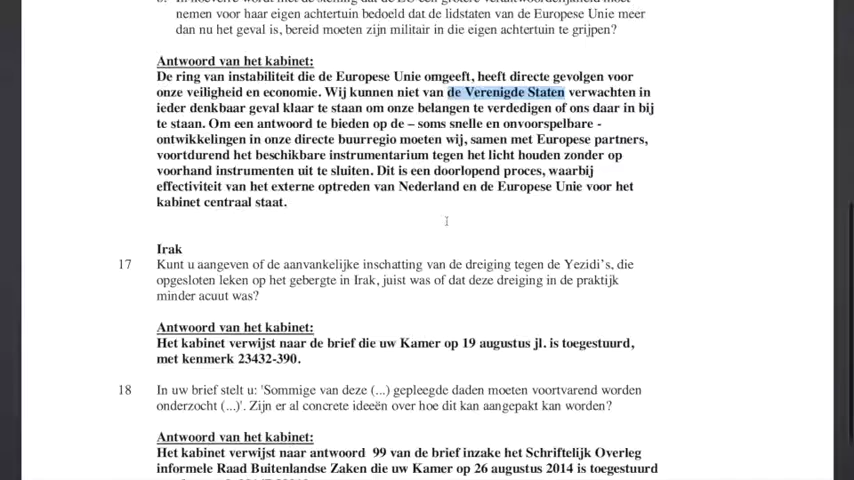 nemen voor haar eigen achtertuin bedoeld dat de lidstaten van de Europese Unie meer
dan nu het geval is, bereid moeten zijn militair in die eigen achtertuin te grijpen?
Antwoord van het kabinet:
De ring van instabiliteit die de Europese Unie omgeeft, heeft directe gevolgen voor
onze veiligheid en economie. Wij kunnen niet van de Verenigde Staten verwachten in
ieder denkbaar geval klaar te staan om onze belangen te verdedigen of ons daar in bij
te staan. Om een antwoord te bieden op de – soms snelle en onvoorspelbare -
ontwikkelingen in onze directe buurregio moeten wij, samen met Europese partners,
voortdurend het beschikbare instrumentarium tegen het licht houden zonder op
voorhand instrumenten uit te sluiten. Dit is een doorlopend proces, waarbij
effectiviteit van het externe optreden van Nederland en de Europese Unie voor het
kabinet centraal staat.
Irak
17 Kunt u aangeven of de aanvankelijke inschatting van de dreiging tegen de Yezidi's, die
opgesloten leken op het gebergte in Irak, juist was of dat deze dreiging in de praktijk
minder acuut was?
Antwoord van het kabinet:
Het kabinet verwijst naar de brief die uw Kamer op 19 augustus jl. is toegestuurd,
met kenmerk 23432-390.
18 In uw brief stelt u: 'Sommige van deze (...) gepleegde daden moeten voortvarend worden
onderzocht (...)'. Zijn er al concrete ideeën over hoe dit kan aangepakt kan worden?
Antwoord van het kabinet:
Het kabinet verwijst naar antwoord 99 van de brief inzake het Schriftelijk Overleg
informele Raad Buitenlandse Zaken die uw Kamer op 26 augustus 2014 is toegestuurd